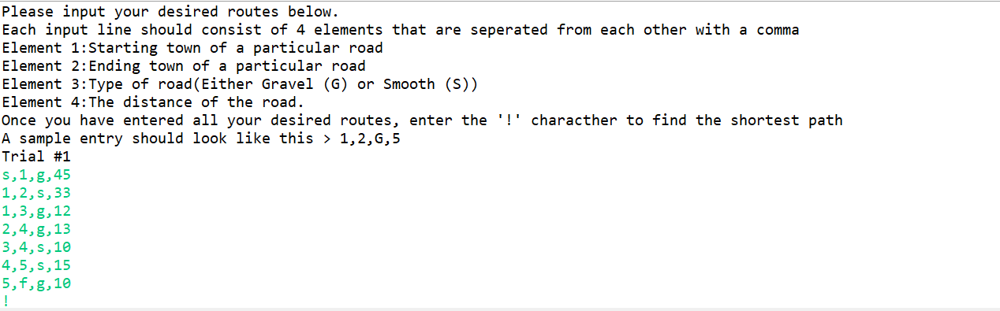 Please input your desired routes below.
Each input line should consist of 4 elements that are seperated from each other with a comma
Element 1:Starting town of a particular road
Element 2:Ending town of a particular road
Element 3:Type of road(Either Gravel (G) or Smooth (S))
Element 4:The distance of the road.
Once you have entered all your desired routes, enter the '!' characther to find the shortest path
A sample entry should look like this > 1,2,G,5
Trial #1
s,1,g,45
1,2,s,33
1,3,g,12
2,4,g,13
3,4,s,10
4,5,s,15
5,f,g,10
!